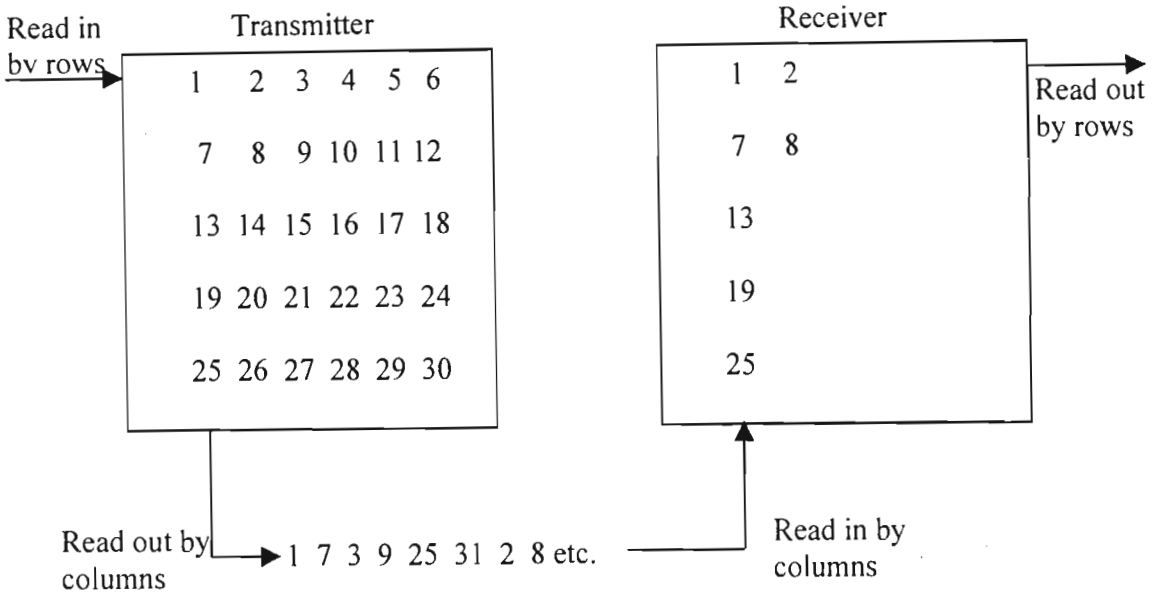 Read in
by rows
Transmitter
1 2 3 4 5 6
7 8 9 10 11 12
13 14 15 16 17 18
19 20 21 22 23 24
25 26 27 28 29 30
Receiver
1 2
7 8
13
19
25
Read out
by rows
Read out by
columns
1 7 3 9 25 31 2 8 etc.
Read in by
columns